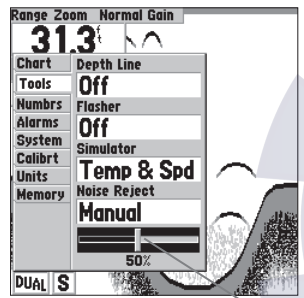 Range Zoom Normal Gain
31.3 f
Chart
Tools
Numbrs
Alarms
System
Calibrt
Units
Memory
Depth Line
Off
Flasher
Off
Simulator
Temp & Spd
Noise Reject
Manual
50%
DUAL S